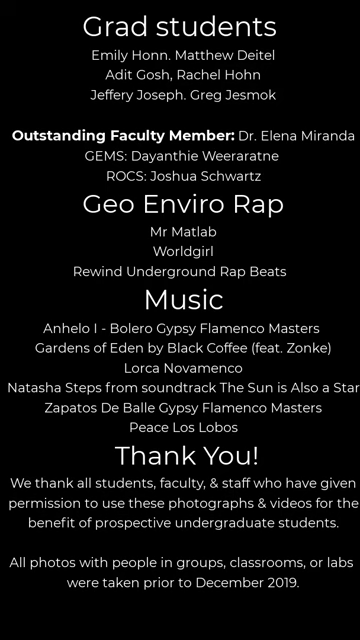 Grad students
Emily Honn. Matthew Deitel
Adit Gosh, Rachel Hohn
Jeffery Joseph. Greg Jesmok
Outstanding Faculty Member: Dr. Elena Miranda
GEMS: Dayanthie Weeraratne
ROCS: Joshua Schwartz
Geo Enviro Rap
Mr Matlab
Worldgirl
Rewind Underground Rap Beats
Music
Anhelo I - Bolero Gypsy Flamenco Masters
Gardens of Eden by Black Coffee (feat. Zonke)
Lorca Novamenco
Natasha Steps from soundtrack The Sun is Also a Star
Zapatos De Balle Gypsy Flamenco Masters
Peace Los Lobos
Thank You!
We thank all students, faculty, & staff who have given
permission to use these photographs & videos for the
benefit of prospective undergraduate students.
All photos with people in groups, classrooms, or labs
were taken prior to December 2019.